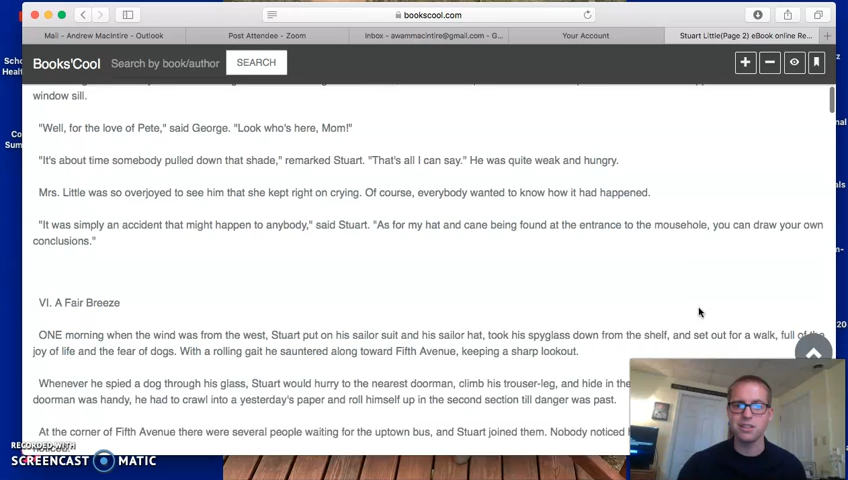 bookscool.com
Mail - Andrew Macintire - Outlook
Post Attendee - Zoom
Inbox - awammacintire@gmail.com - G...
Your Account
Stuart Little(Page 2) eBook online Re...
Books'Cool
Search by book/author
SEARCH
window sill.
"Well, for the love of Pete," said George. "Look who's here, Mom!"
"It's about time somebody pulled down that shade," remarked Stuart. "That's all I can say." He was quite weak and hungry.
Mrs. Little was so overjoyed to see him that she kept right on crying. Of course, everybody wanted to know how it had happened.
"It was simply an accident that might happen to anybody," said Stuart. "As for my hat and cane being found at the entrance to the mousehole, you can draw your own
conclusions."
VI. A Fair Breeze
ONE morning when the wind was from the west, Stuart put on his sailor suit and his sailor hat, took his spyglass down from the shelf, and set out for a walk, full of the
joy of life and the fear of dogs. With a rolling gait he sauntered along toward Fifth Avenue, keeping a sharp lookout.
Whenever he spied a dog through his glass, Stuart would hurry to the nearest doorman, climb his trouser-leg, and hide in the
doorman was handy, he had to crawl into a yesterday's paper and roll himself up in the second section till danger was past.
At the corner of Fifth Avenue there were several people waiting for the uptown bus, and Stuart joined them. Nobody noticed
RECORDED WITH
SCREENCAST MATIC